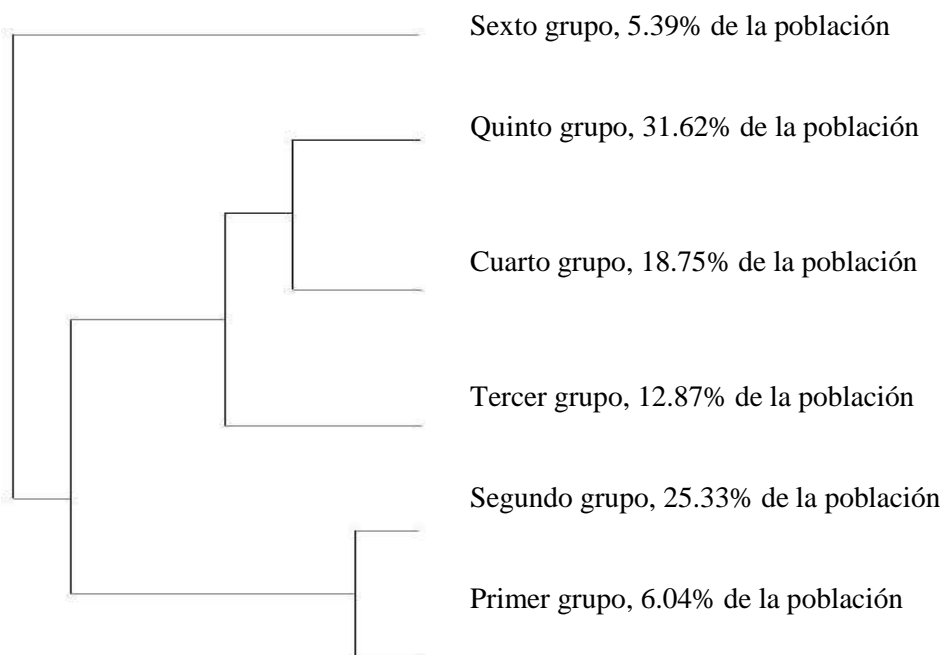 Sexto grupo, 5.39% de la población
Quinto grupo, 31.62% de la población
Cuarto grupo, 18.75% de la población
Tercer grupo, 12.87% de la población
Segundo grupo, 25.33% de la población
Primer grupo, 6.04% de la población